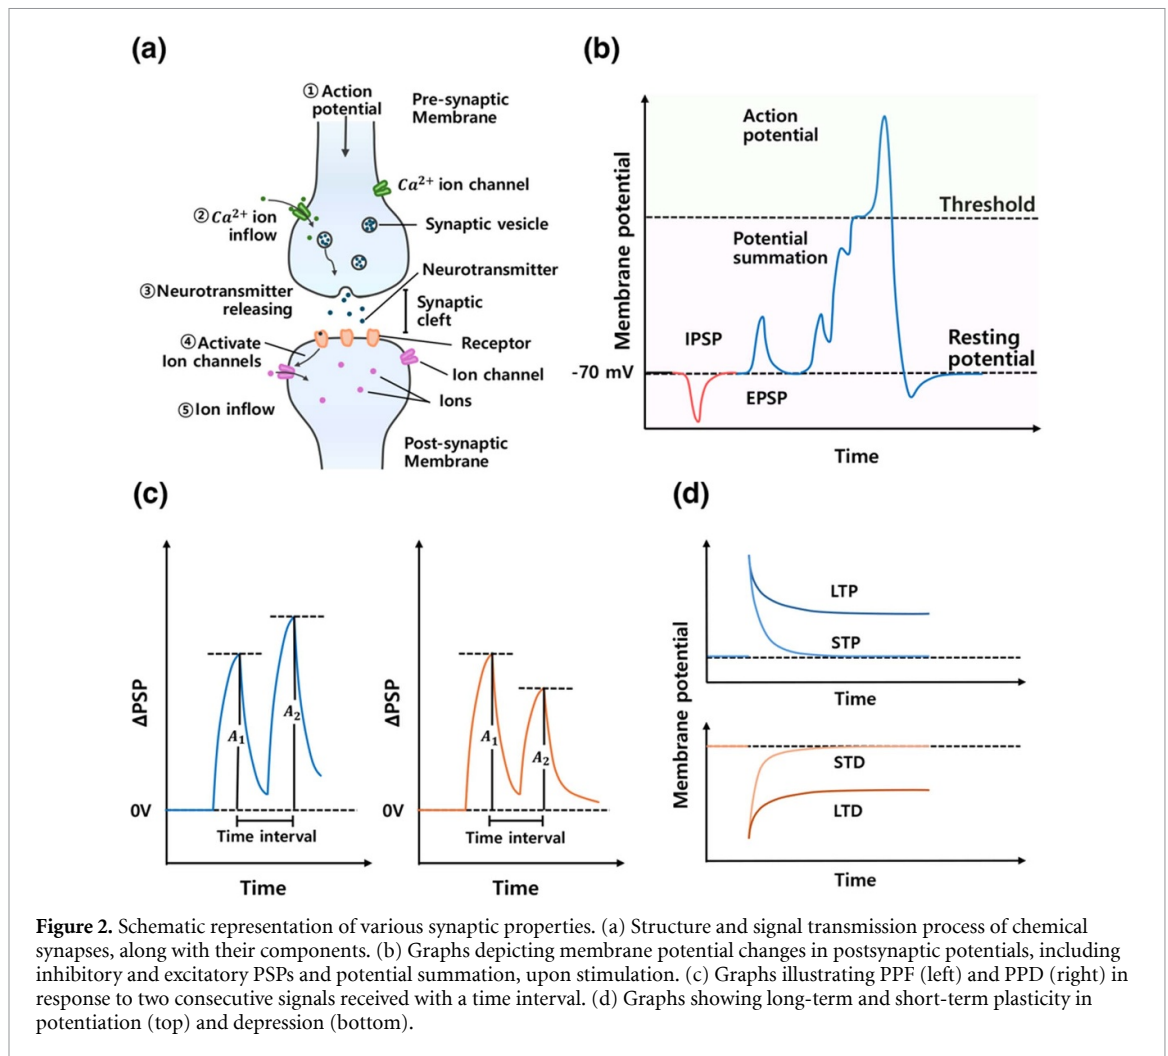 (a)
① Action
potential
Pre-synaptic
Membrane
Ca²⁺ ion channel
② Ca²⁺ ion
inflow
Synaptic vesicle
Neurotransmitter
③ Neurotransmitter
releasing
Synaptic
cleft
④ Activate
Ion channels
Receptor
Ion channel
Ions
⑤ Ion inflow
Post-synaptic
Membrane
(b)
Membrane potential
Action
potential
Threshold
Potential
summation
IPSP
Resting
potential
-70 mV
EPSP
Time
(c)
ΔPSP
A₁
A₂
0V
Time interval
Time
ΔPSP
A₁
A₂
0V
Time interval
Time
(d)
Membrane potential
LTP
STP
Time
STD
LTD
Time
Figure 2. Schematic representation of various synaptic properties. (a) Structure and signal transmission process of chemical
synapses, along with their components. (b) Graphs depicting membrane potential changes in postsynaptic potentials, including
inhibitory and excitatory PSPs and potential summation, upon stimulation. (c) Graphs illustrating PPF (left) and PPD (right) in
response to two consecutive signals received with a time interval. (d) Graphs showing long-term and short-term plasticity in
potentiation (top) and depression (bottom).